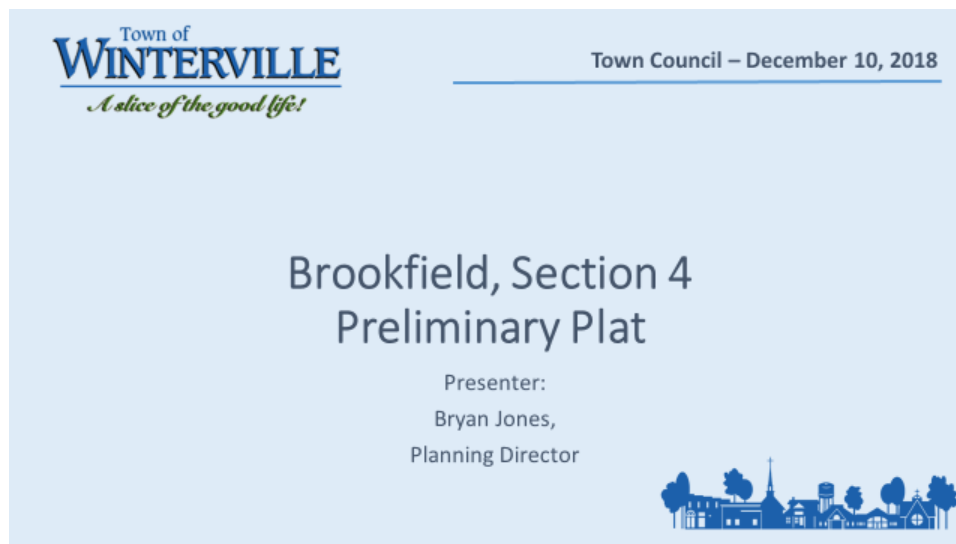 Town of
WINTERVILLE
A slice of the good life!
Town Council – December 10, 2018
Brookfield, Section 4
Preliminary Plat
Presenter:
Bryan Jones,
Planning Director